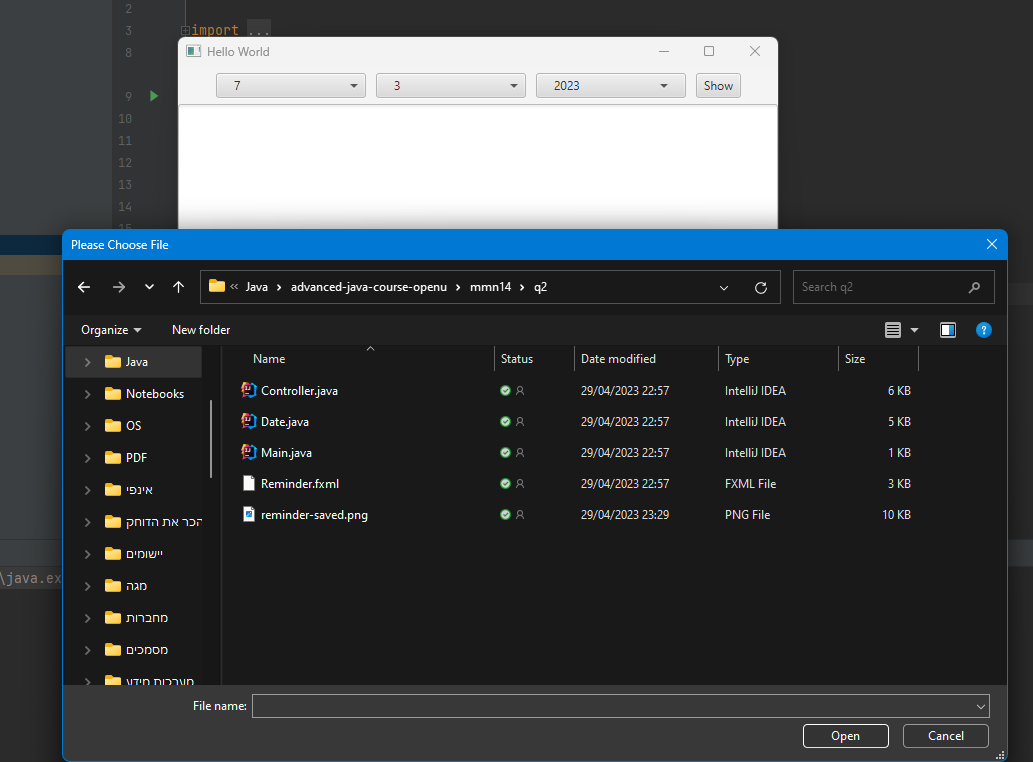 2
3 import ...
8
Hello World
7 3 2023 Show
9
10
11
12
13
14
15
Please Choose File
« Java › advanced-java-course-openu › mmn14 › q2
Search q2
Organize New folder
Name Status Date modified Type Size
Java
Notebooks
OS
PDF
אינפי
הכר את הדוחק
יישומים
מגה
מחברות
מסמכים
מערכות מידע
Controller.java 29/04/2023 22:57 IntelliJ IDEA 6 KB
Date.java 29/04/2023 22:57 IntelliJ IDEA 5 KB
Main.java 29/04/2023 22:57 IntelliJ IDEA 1 KB
Reminder.fxml 29/04/2023 22:57 FXML File 3 KB
reminder-saved.png 29/04/2023 23:29 PNG File 10 KB
\java.ex
File name:
Open Cancel